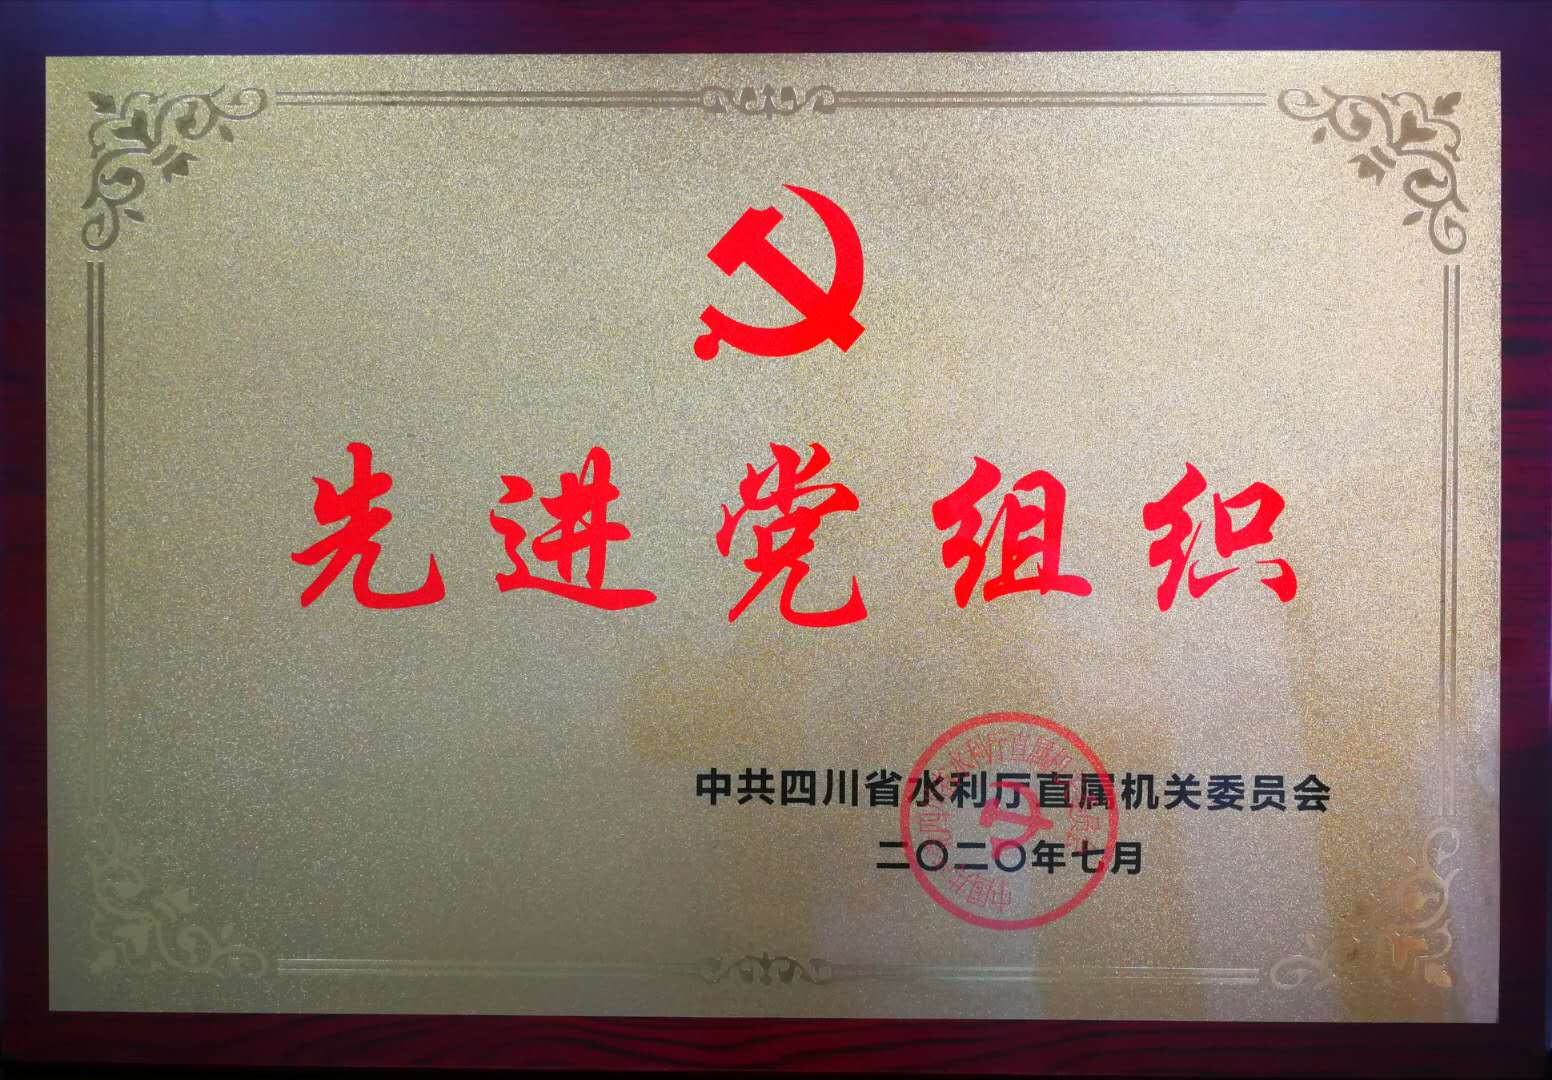 先进党组织
中共四川省水利厅直属机关委员会
二〇二〇年七月